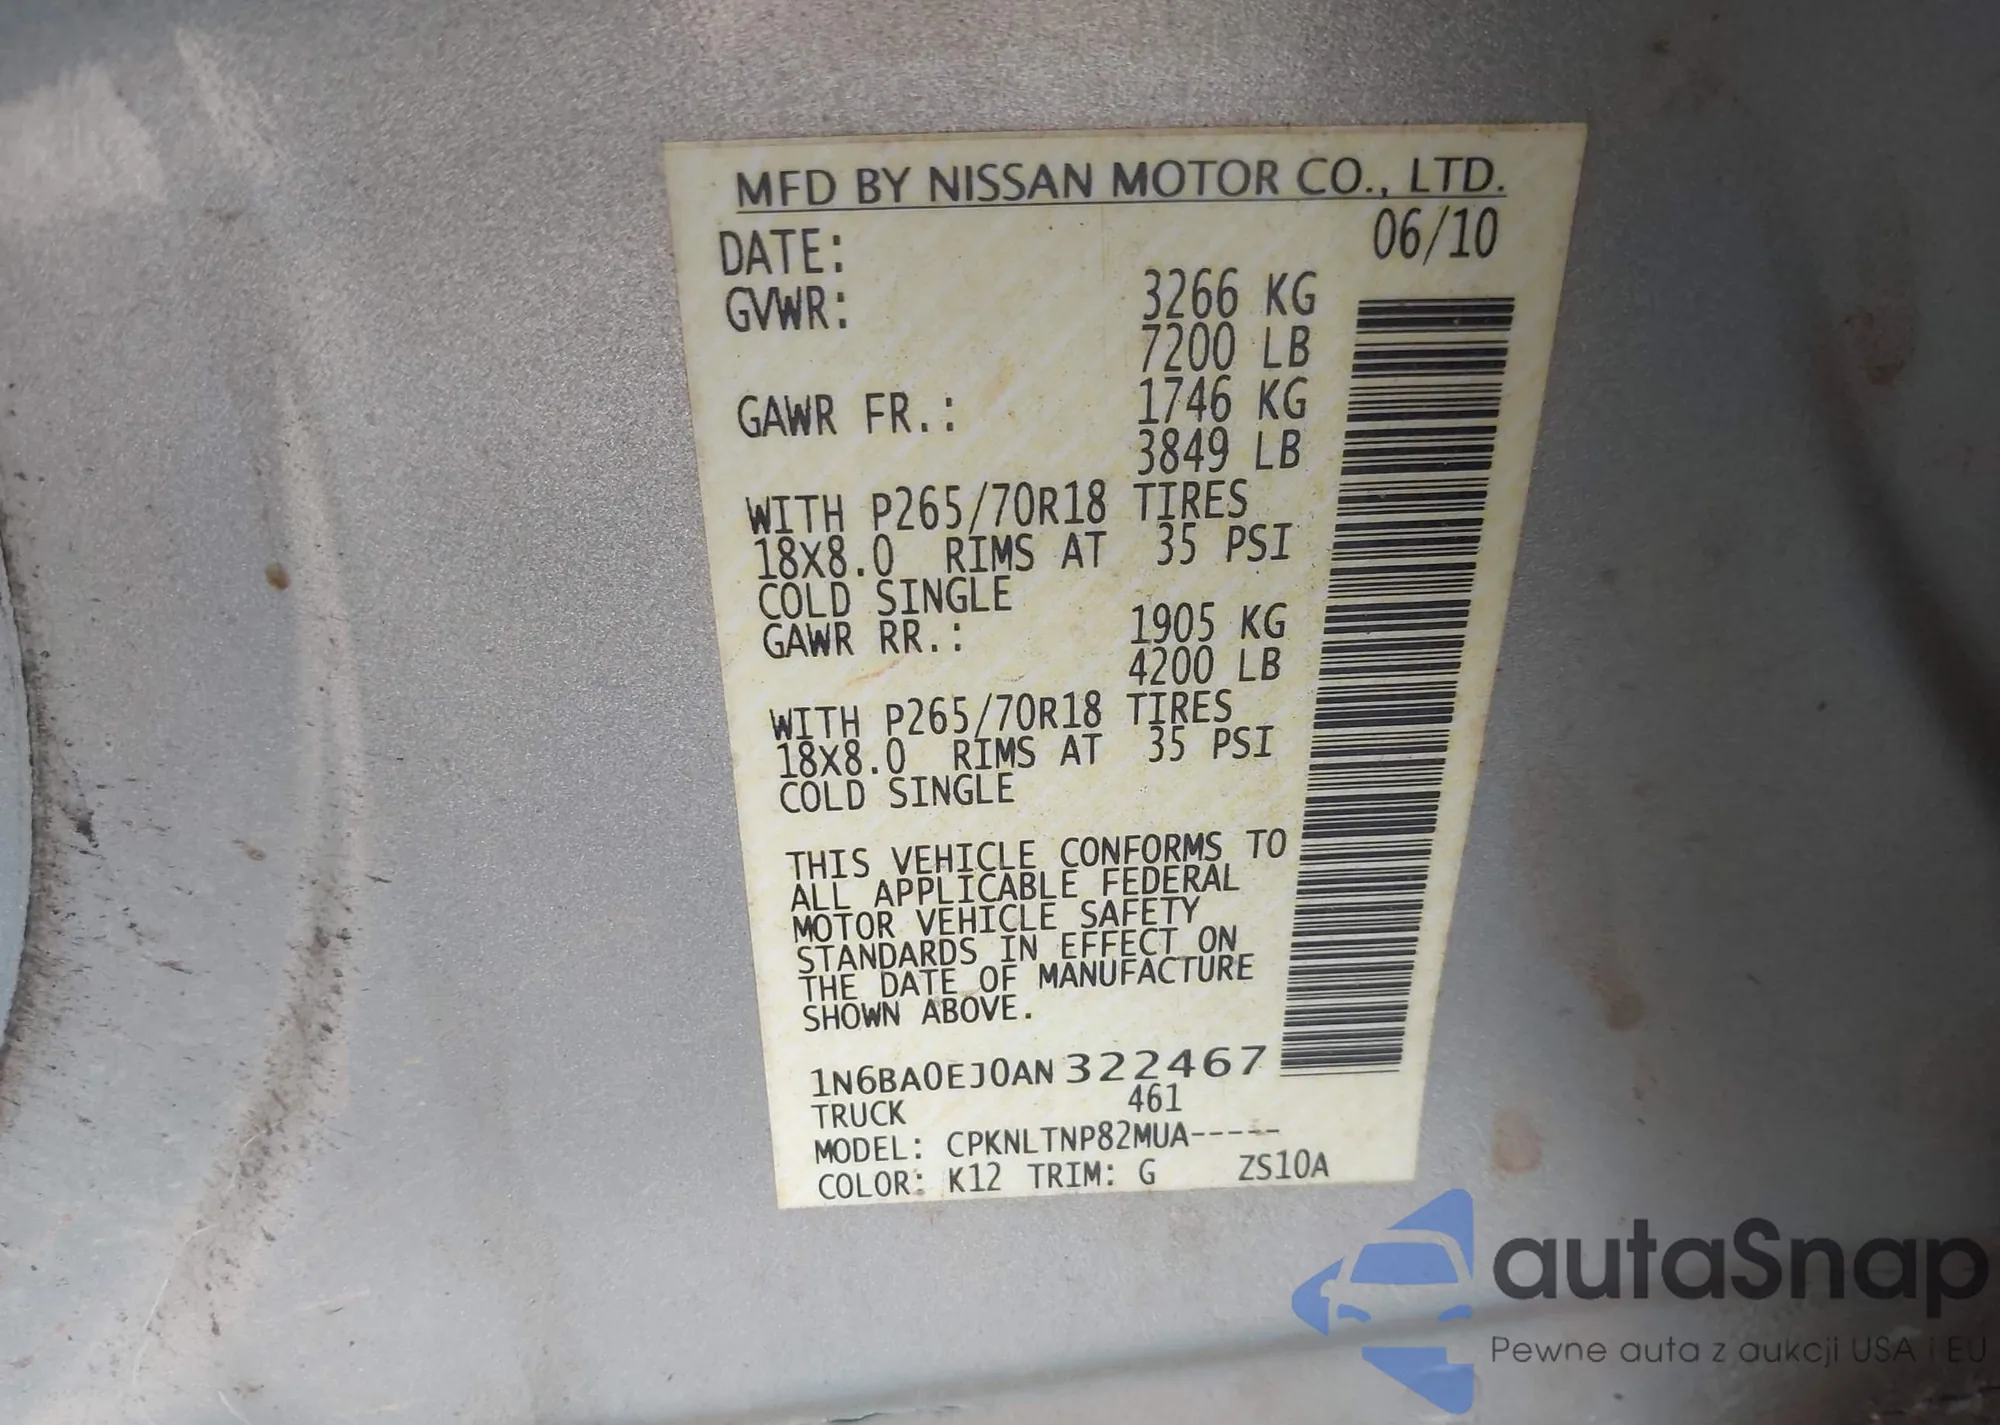 MFD BY NISSAN MOTOR CO., LTD.
DATE: 06/10
GVWR: 3266 KG
7200 LB
GAWR FR.: 1746 KG
3849 LB
WITH P265/70R18 TIRES
18X8.0 RIMS AT 35 PSI
COLD SINGLE
GAWR RR.: 1905 KG
4200 LB
WITH P265/70R18 TIRES
18X8.0 RIMS AT 35 PSI
COLD SINGLE
THIS VEHICLE CONFORMS TO
ALL APPLICABLE FEDERAL
MOTOR VEHICLE SAFETY
STANDARDS IN EFFECT ON
THE DATE OF MANUFACTURE
SHOWN ABOVE.
1N6BA0EJ0AN322467
TRUCK 461
MODEL: CPKNLTNP82MUA-----
COLOR: K12 TRIM: G ZS10A
autaSnap
Pewne auta z aukcji USA i EU